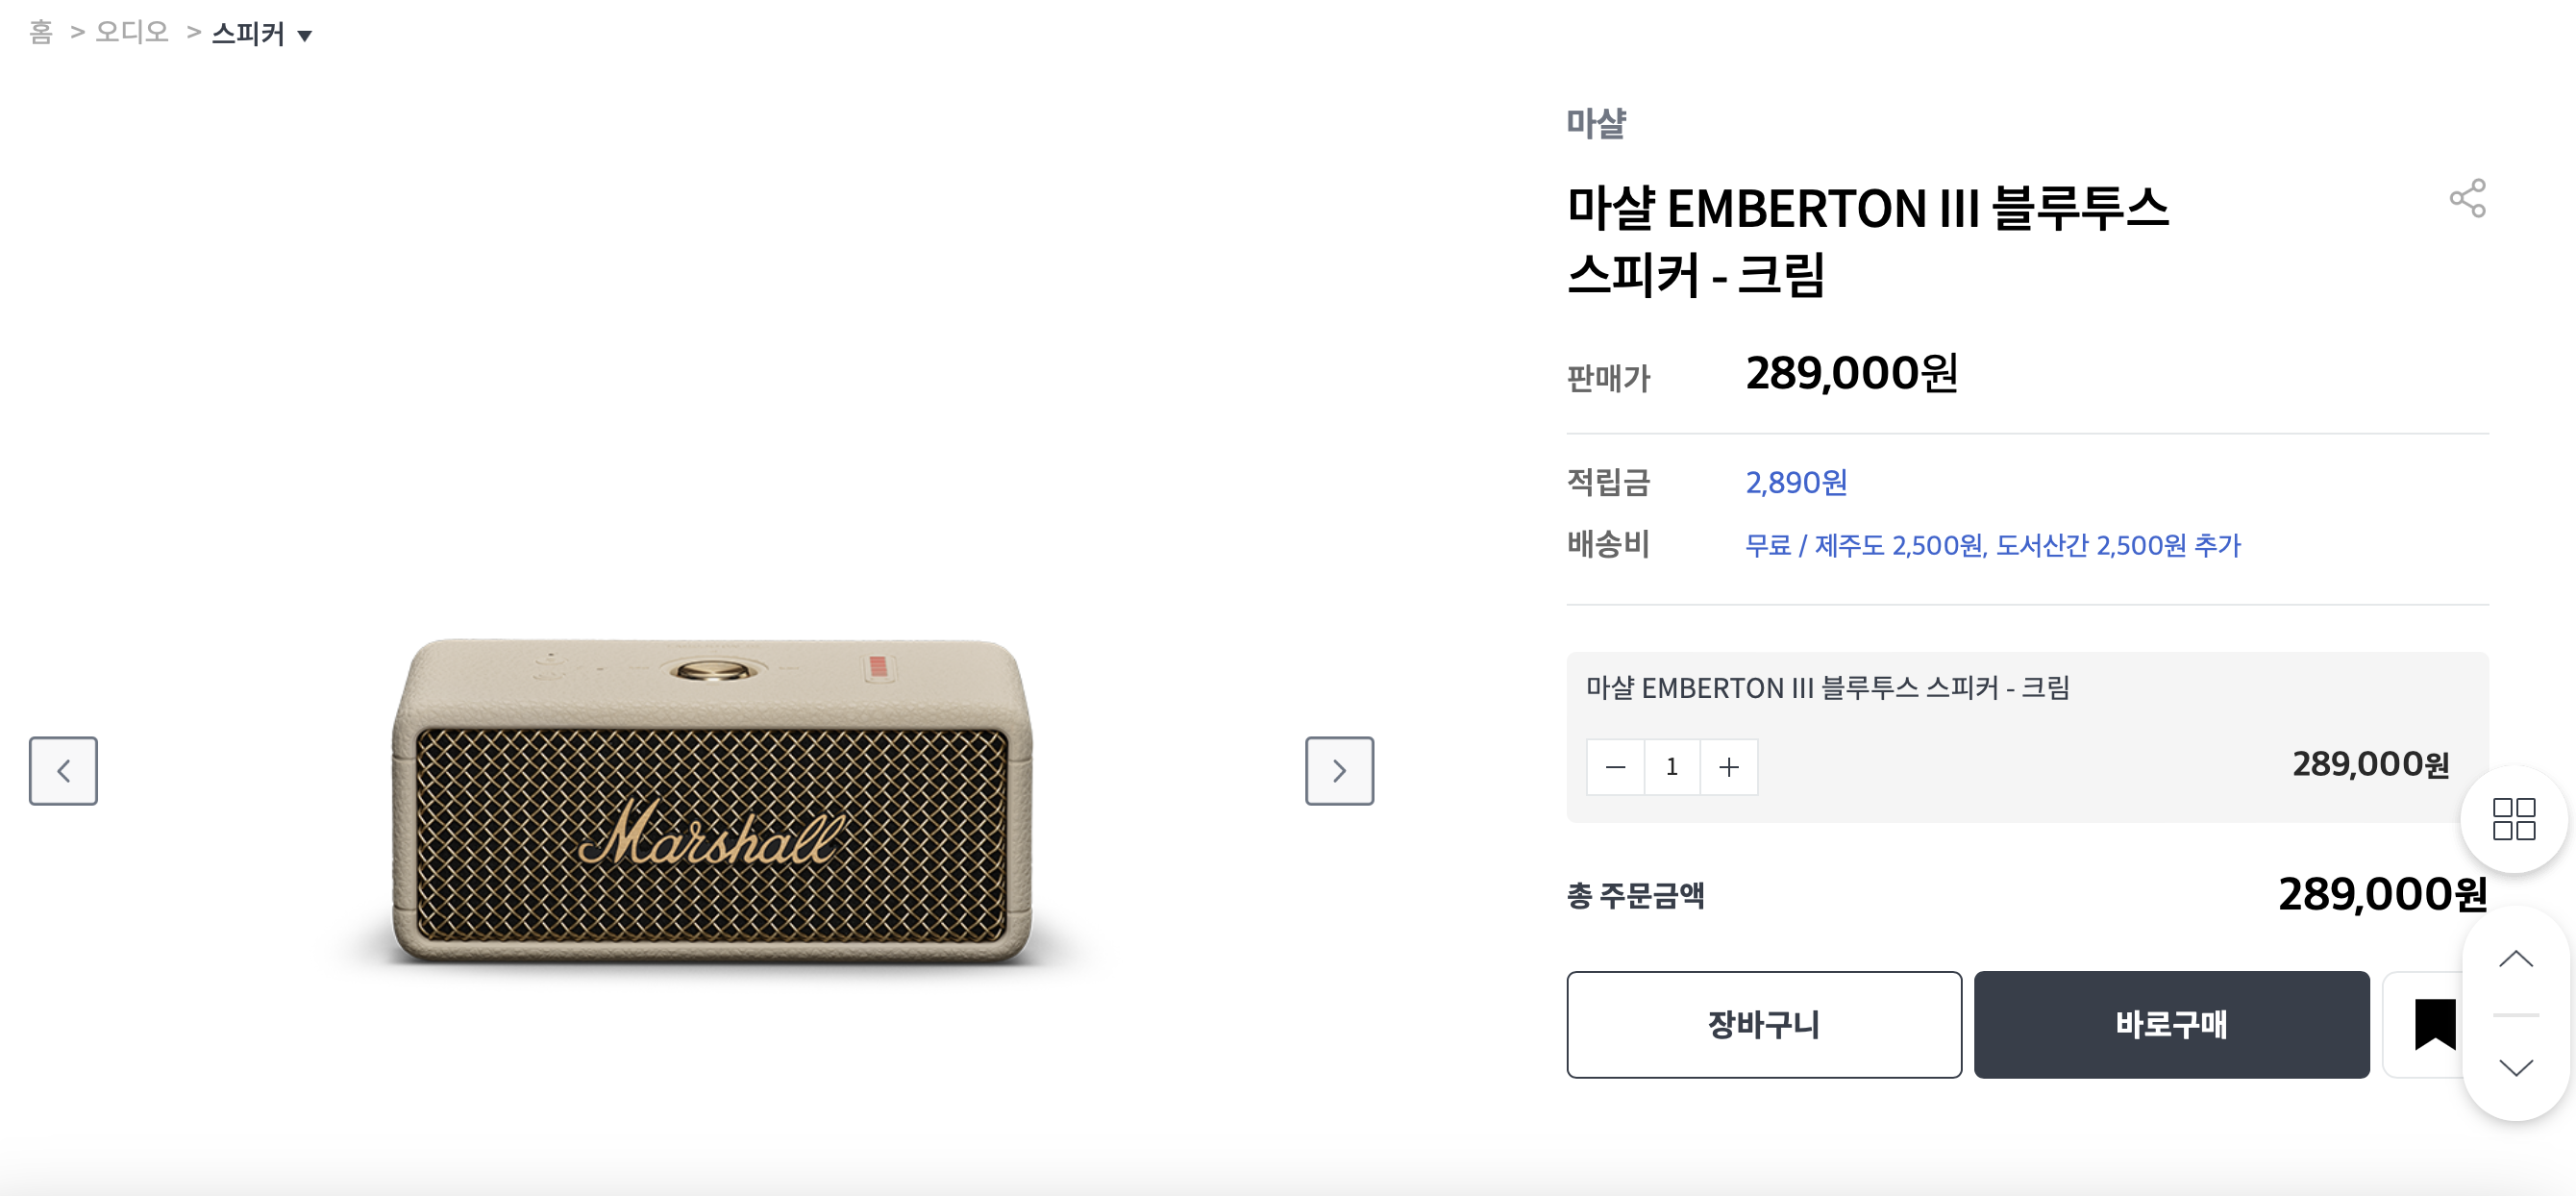 홈 > 오디오 > 스피커 ▼
마샬
마샬 EMBERTON III 블루투스
스피커 - 크림
판매가 289,000원
적립금 2,890원
배송비 무료 / 제주도 2,500원, 도서산간 2,500원 추가
마샬 EMBERTON III 블루투스 스피커 - 크림
1 289,000원
Marshall
총 주문금액 289,000원
장바구니 바로구매